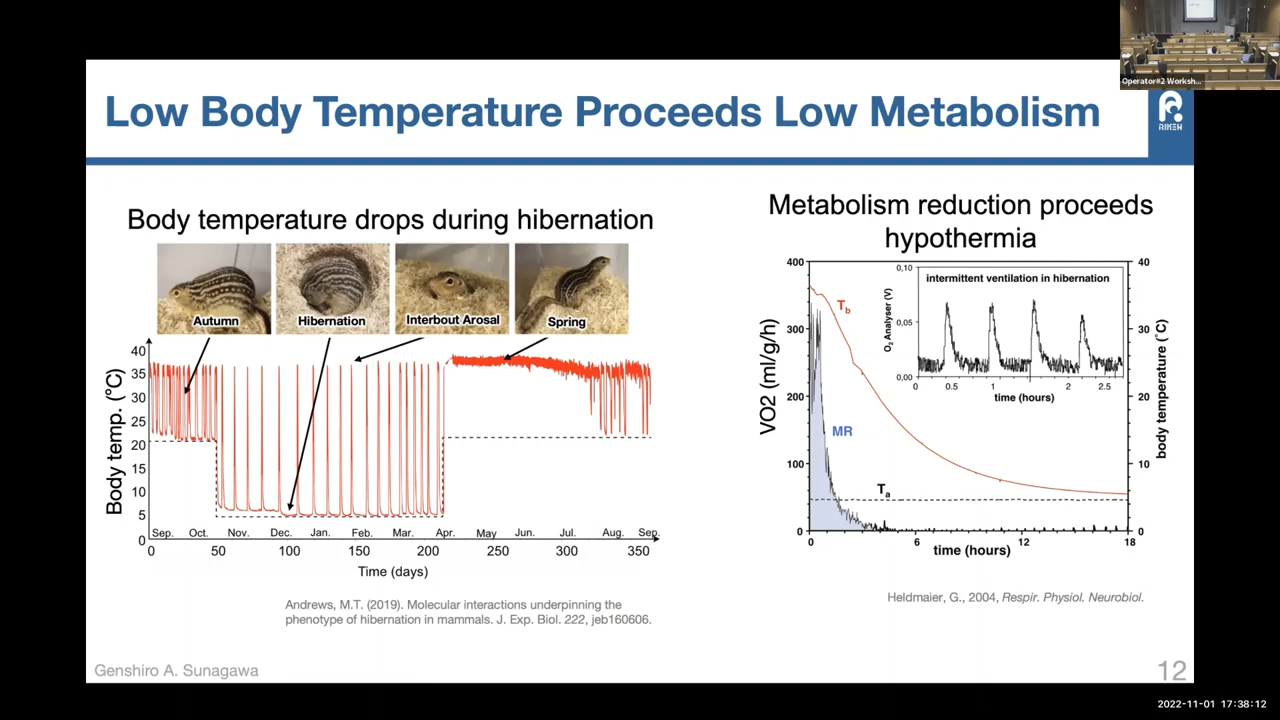 Operator#2 Worksh...
Low Body Temperature Proceeds Low Metabolism
RIKEN
Body temperature drops during hibernation
Autumn
Hibernation
Interbout Arosal
Spring
Body temp. (°C)
40
35
30
25
20
15
10
5
0
Sep. Oct. Nov. Dec. Jan. Feb. Mar. Apr. May Jun. Jul. Aug. Sep.
0 50 100 150 200 250 300 350
Time (days)
Andrews, M.T. (2019). Molecular interactions underpinning the
phenotype of hibernation in mammals. J. Exp. Biol. 222, jeb160606.
Metabolism reduction proceeds
hypothermia
VO2 (ml/g/h)
400
300
200
100
0
Tb
MR
Ta
intermittent ventilation in hibernation
O2 Analyser (V)
0,10
0,05
0,00
0 0.5 1 2 2.5
time (hours)
40
30
20
10
0
body temperature (°C)
0 6 12 18
time (hours)
Heldmaier, G., 2004, Respir. Physiol. Neurobiol.
Genshiro A. Sunagawa
12
2022-11-01 17:38:12